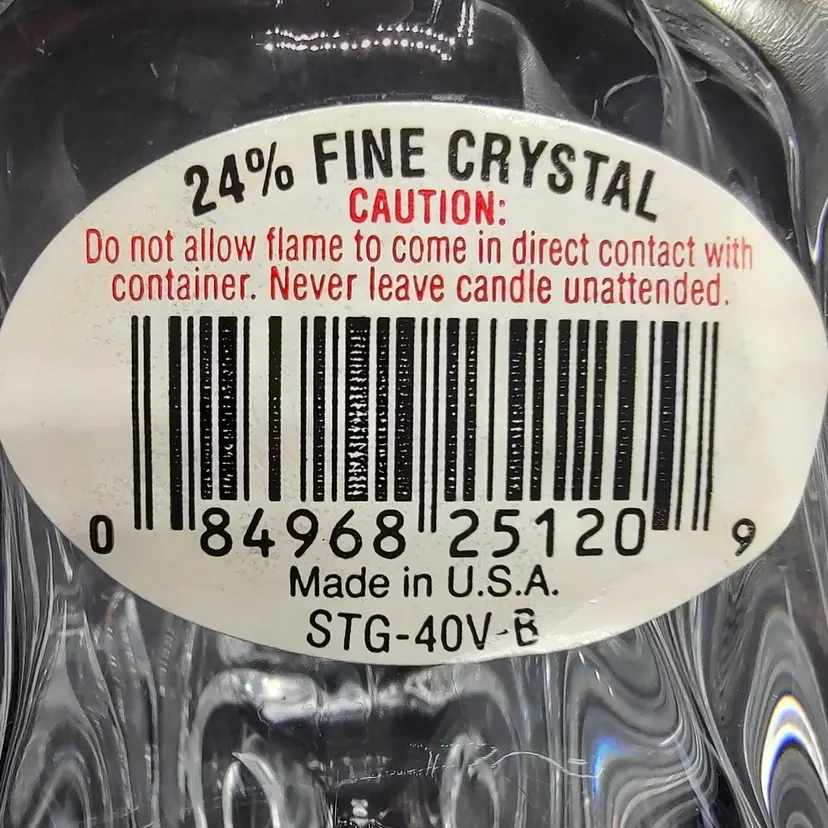 24% FINE CRYSTAL
CAUTION:
Do not allow flame to come in direct contact with
container. Never leave candle unattended.
0 84968 25120 9
Made in U.S.A.
STG-40V-B